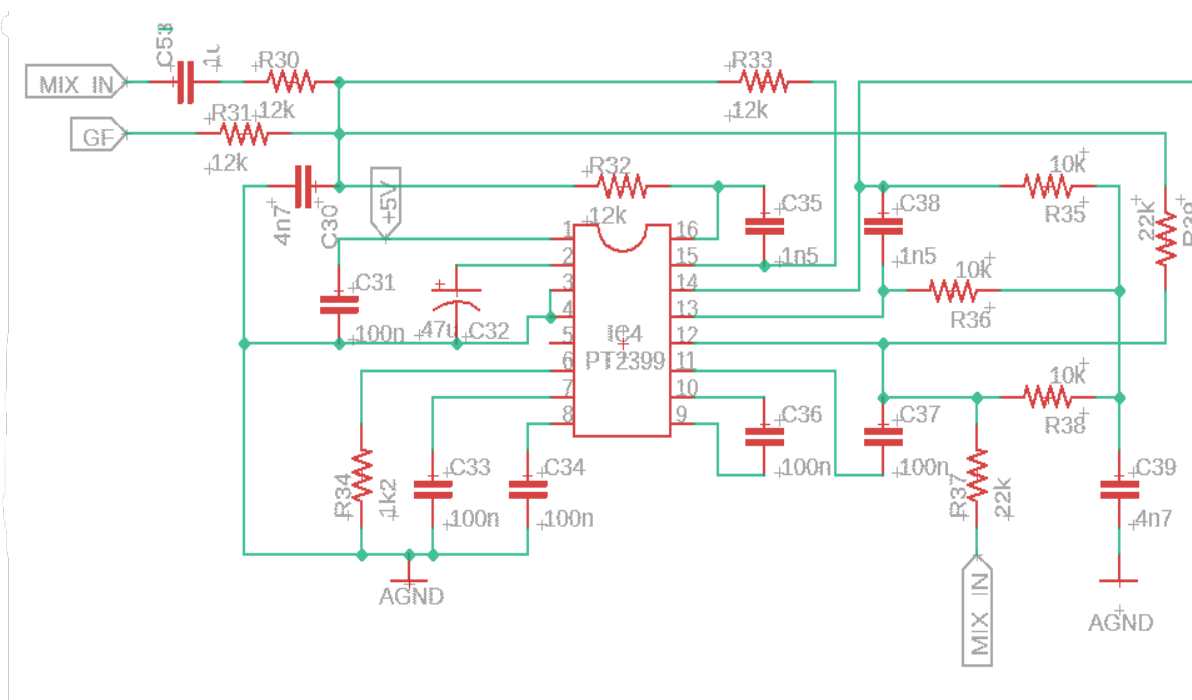 C53
MIX IN
R30
12k
R33
12k
R31
GF
12k
10k
R35
R32
12k
4n7
C30
+5V
C35
1n5
C38
1n5
22k
1
2
3
4
5
6
7
8
16
15
14
13
12
11
10
9
C31
100n
47u
C32
IC4
PT2399
10k
R36
10k
R38
R34
1k2
C33
100n
C34
100n
C36
100n
C37
100n
R37
22k
C39
4n7
AGND
MIX IN
AGND